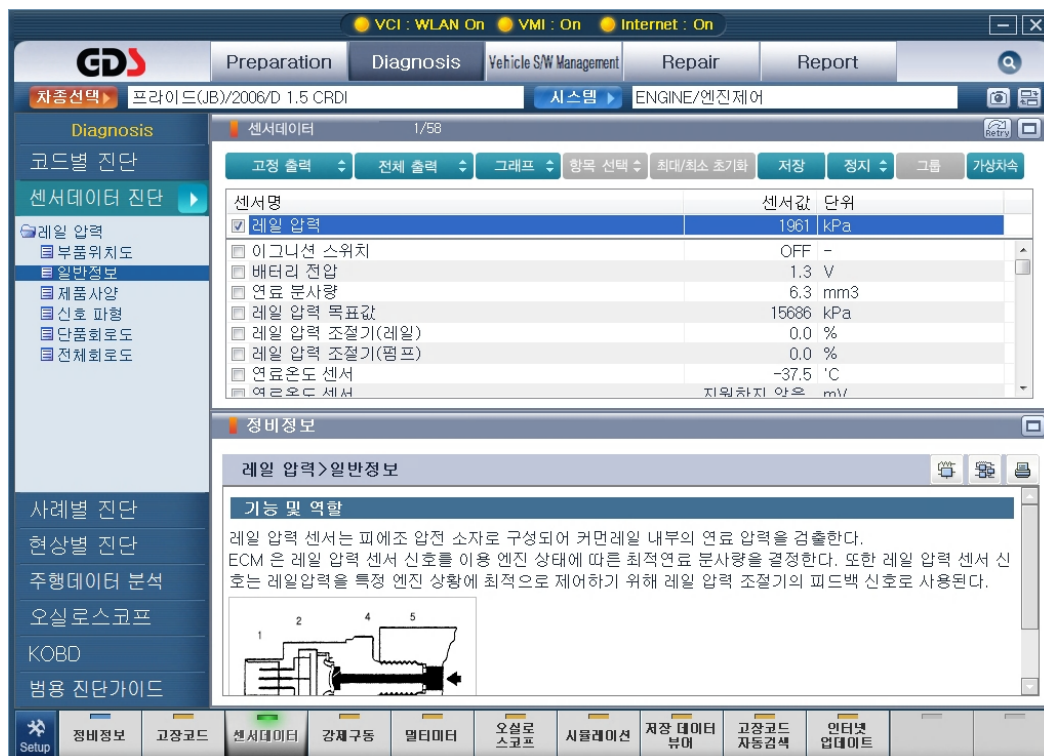 VCI : WLAN On VMI : On Internet : On
GDS Preparation Diagnosis Vehicle S/W Management Repair Report
차종선택 프라이드(JB)/2006/D 1.5 CRDI 시스템 ENGINE/엔진제어
Diagnosis
코드별 진단
센서데이터 진단
레일 압력
부품위치도
일반정보
제품사양
신호 파형
단품회로도
전체회로도
사례별 진단
현상별 진단
주행데이터 분석
오실로스코프
KOBD
범용 진단가이드
센서데이터 1/58 Retry
고정 출력 전체 출력 그래프 항목 선택 최대/최소 초기화 저장 정지 그룹 가상차속
센서명 센서값 단위
레일 압력 1961 kPa
이그니션 스위치 OFF -
배터리 전압 1.3 V
연료 분사량 6.3 mm3
레일 압력 목표값 15686 kPa
레일 압력 조절기(레일) 0.0 %
레일 압력 조절기(펌프) 0.0 %
연료온도 센서 -37.5 'C
연료온도 센서 지원하지 않음 mV
정비정보
레일 압력>일반정보
기능 및 역할
레일 압력 센서는 피에조 압전 소자로 구성되어 커먼레일 내부의 연료 압력을 검출한다.
ECM 은 레일 압력 센서 신호를 이용 엔진 상태에 따른 최적연료 분사량을 결정한다. 또한 레일 압력 센서 신
호는 레일압력을 특정 엔진 상황에 최적으로 제어하기 위해 레일 압력 조절기의 피드백 신호로 사용된다.
1 2 4 5
Setup 정비정보 고장코드 센서데이터 강제구동 멀티미터 오실로 스코프 시뮬레이션 저장 데이터 뷰어 고장코드 자동검색 인터넷 업데이트